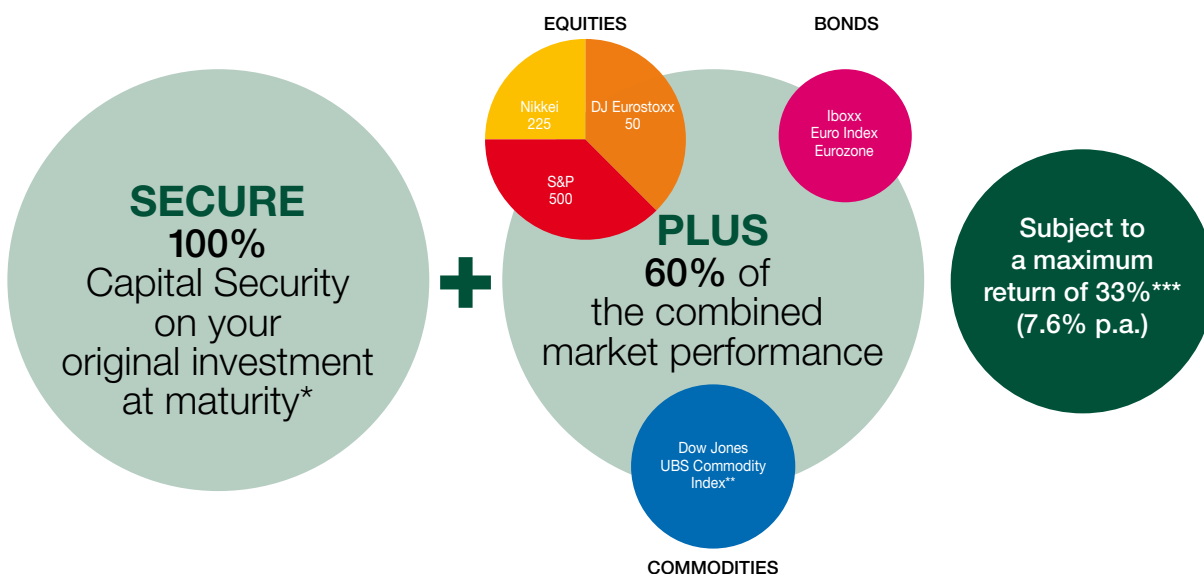 EQUITIES
BONDS
Nikkei
225
DJ Eurostoxx
50
S&P
500
Iboxx
Euro Index
Eurozone
SECURE
100%
Capital Security
on your
original investment
at maturity*
PLUS
60% of
the combined
market performance
Subject to
a maximum
return of 33%***
(7.6% p.a.)
Dow Jones
UBS Commodity
Index**
COMMODITIES